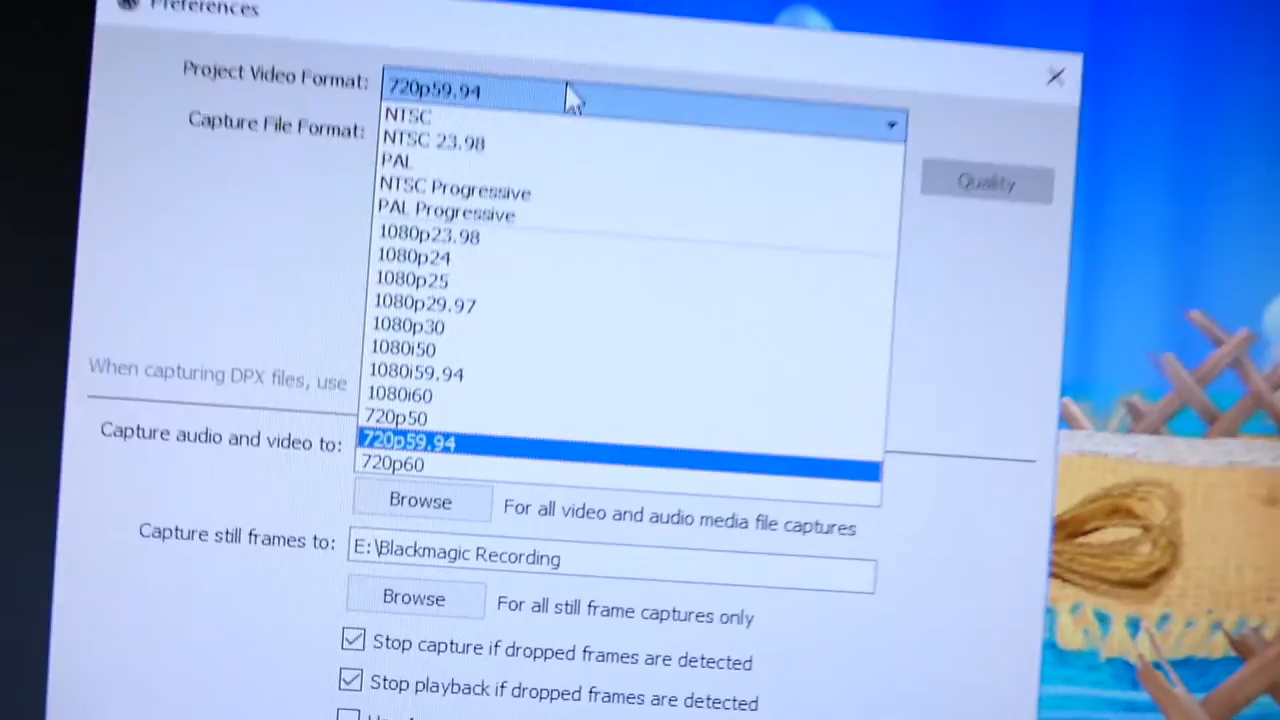 Preferences
Project Video Format: 720p59.94
NTSC
Capture File Format:
NTSC 23.98
PAL
Quality
NTSC Progressive
PAL Progressive
1080p23.98
1080p24
1080p25
1080p29.97
1080p30
1080i50
When capturing DPX files, use
1080i59.94
1080i60
720p50
Capture audio and video to:
720p59.94
720p60
Browse For all video and audio media file captures
Capture still frames to: E:\Blackmagic Recording
Browse For all still frame captures only
Stop capture if dropped frames are detected
Stop playback if dropped frames are detected